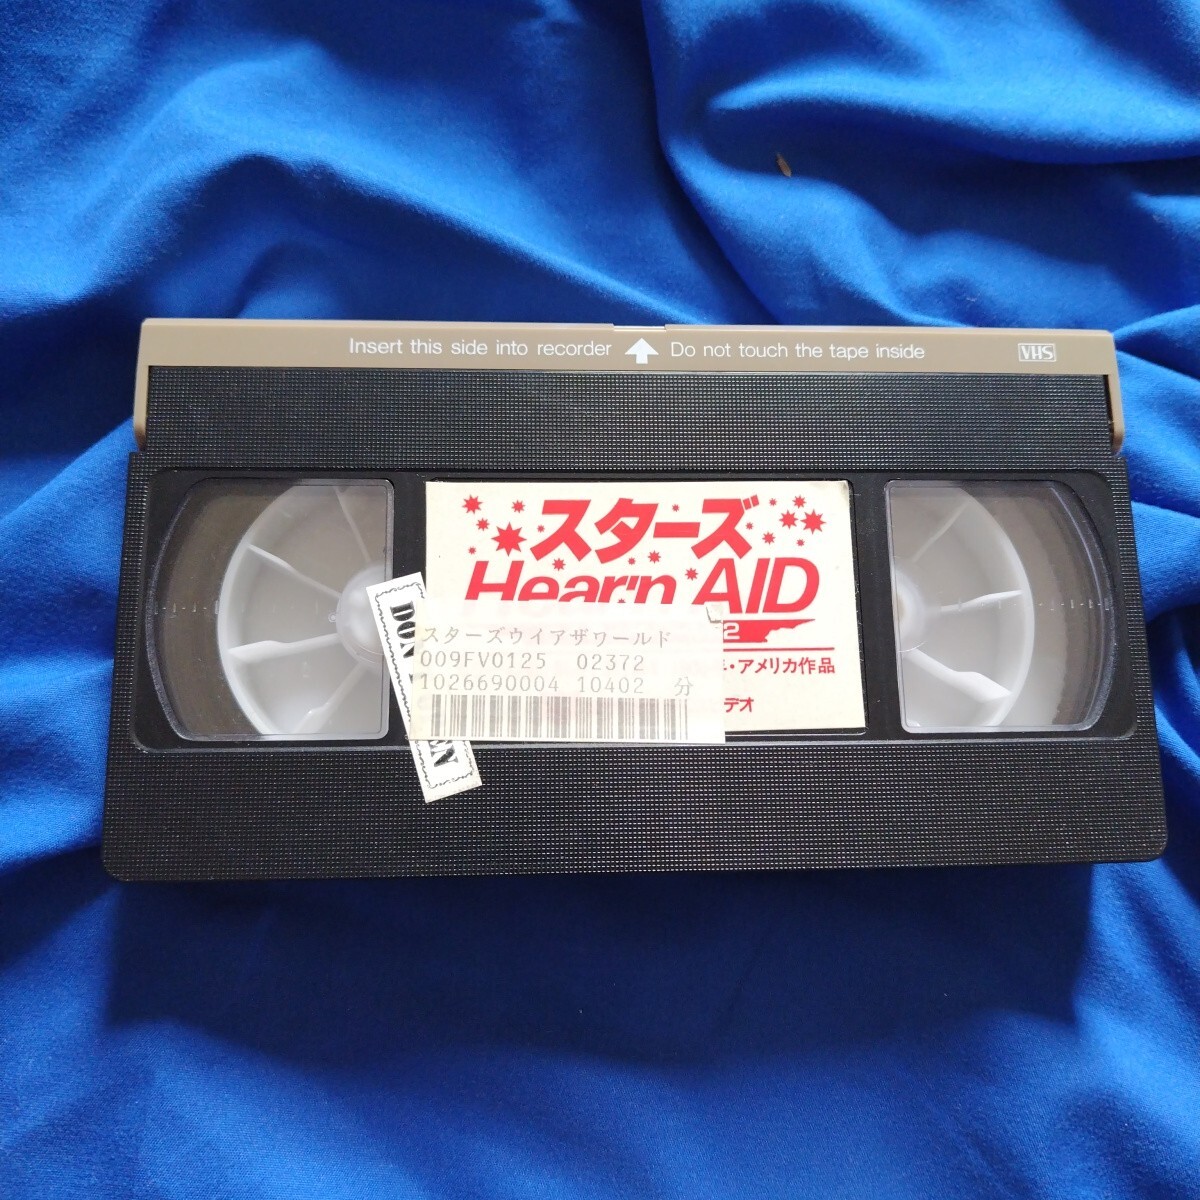 Insert this side into recorder Do not touch the tape inside VHS
スターズ
Hear'n AID
2
・アメリカ作品
デオ
スターズウイアザワールド
009FV0125 02372
1026690004 10402 分
DON